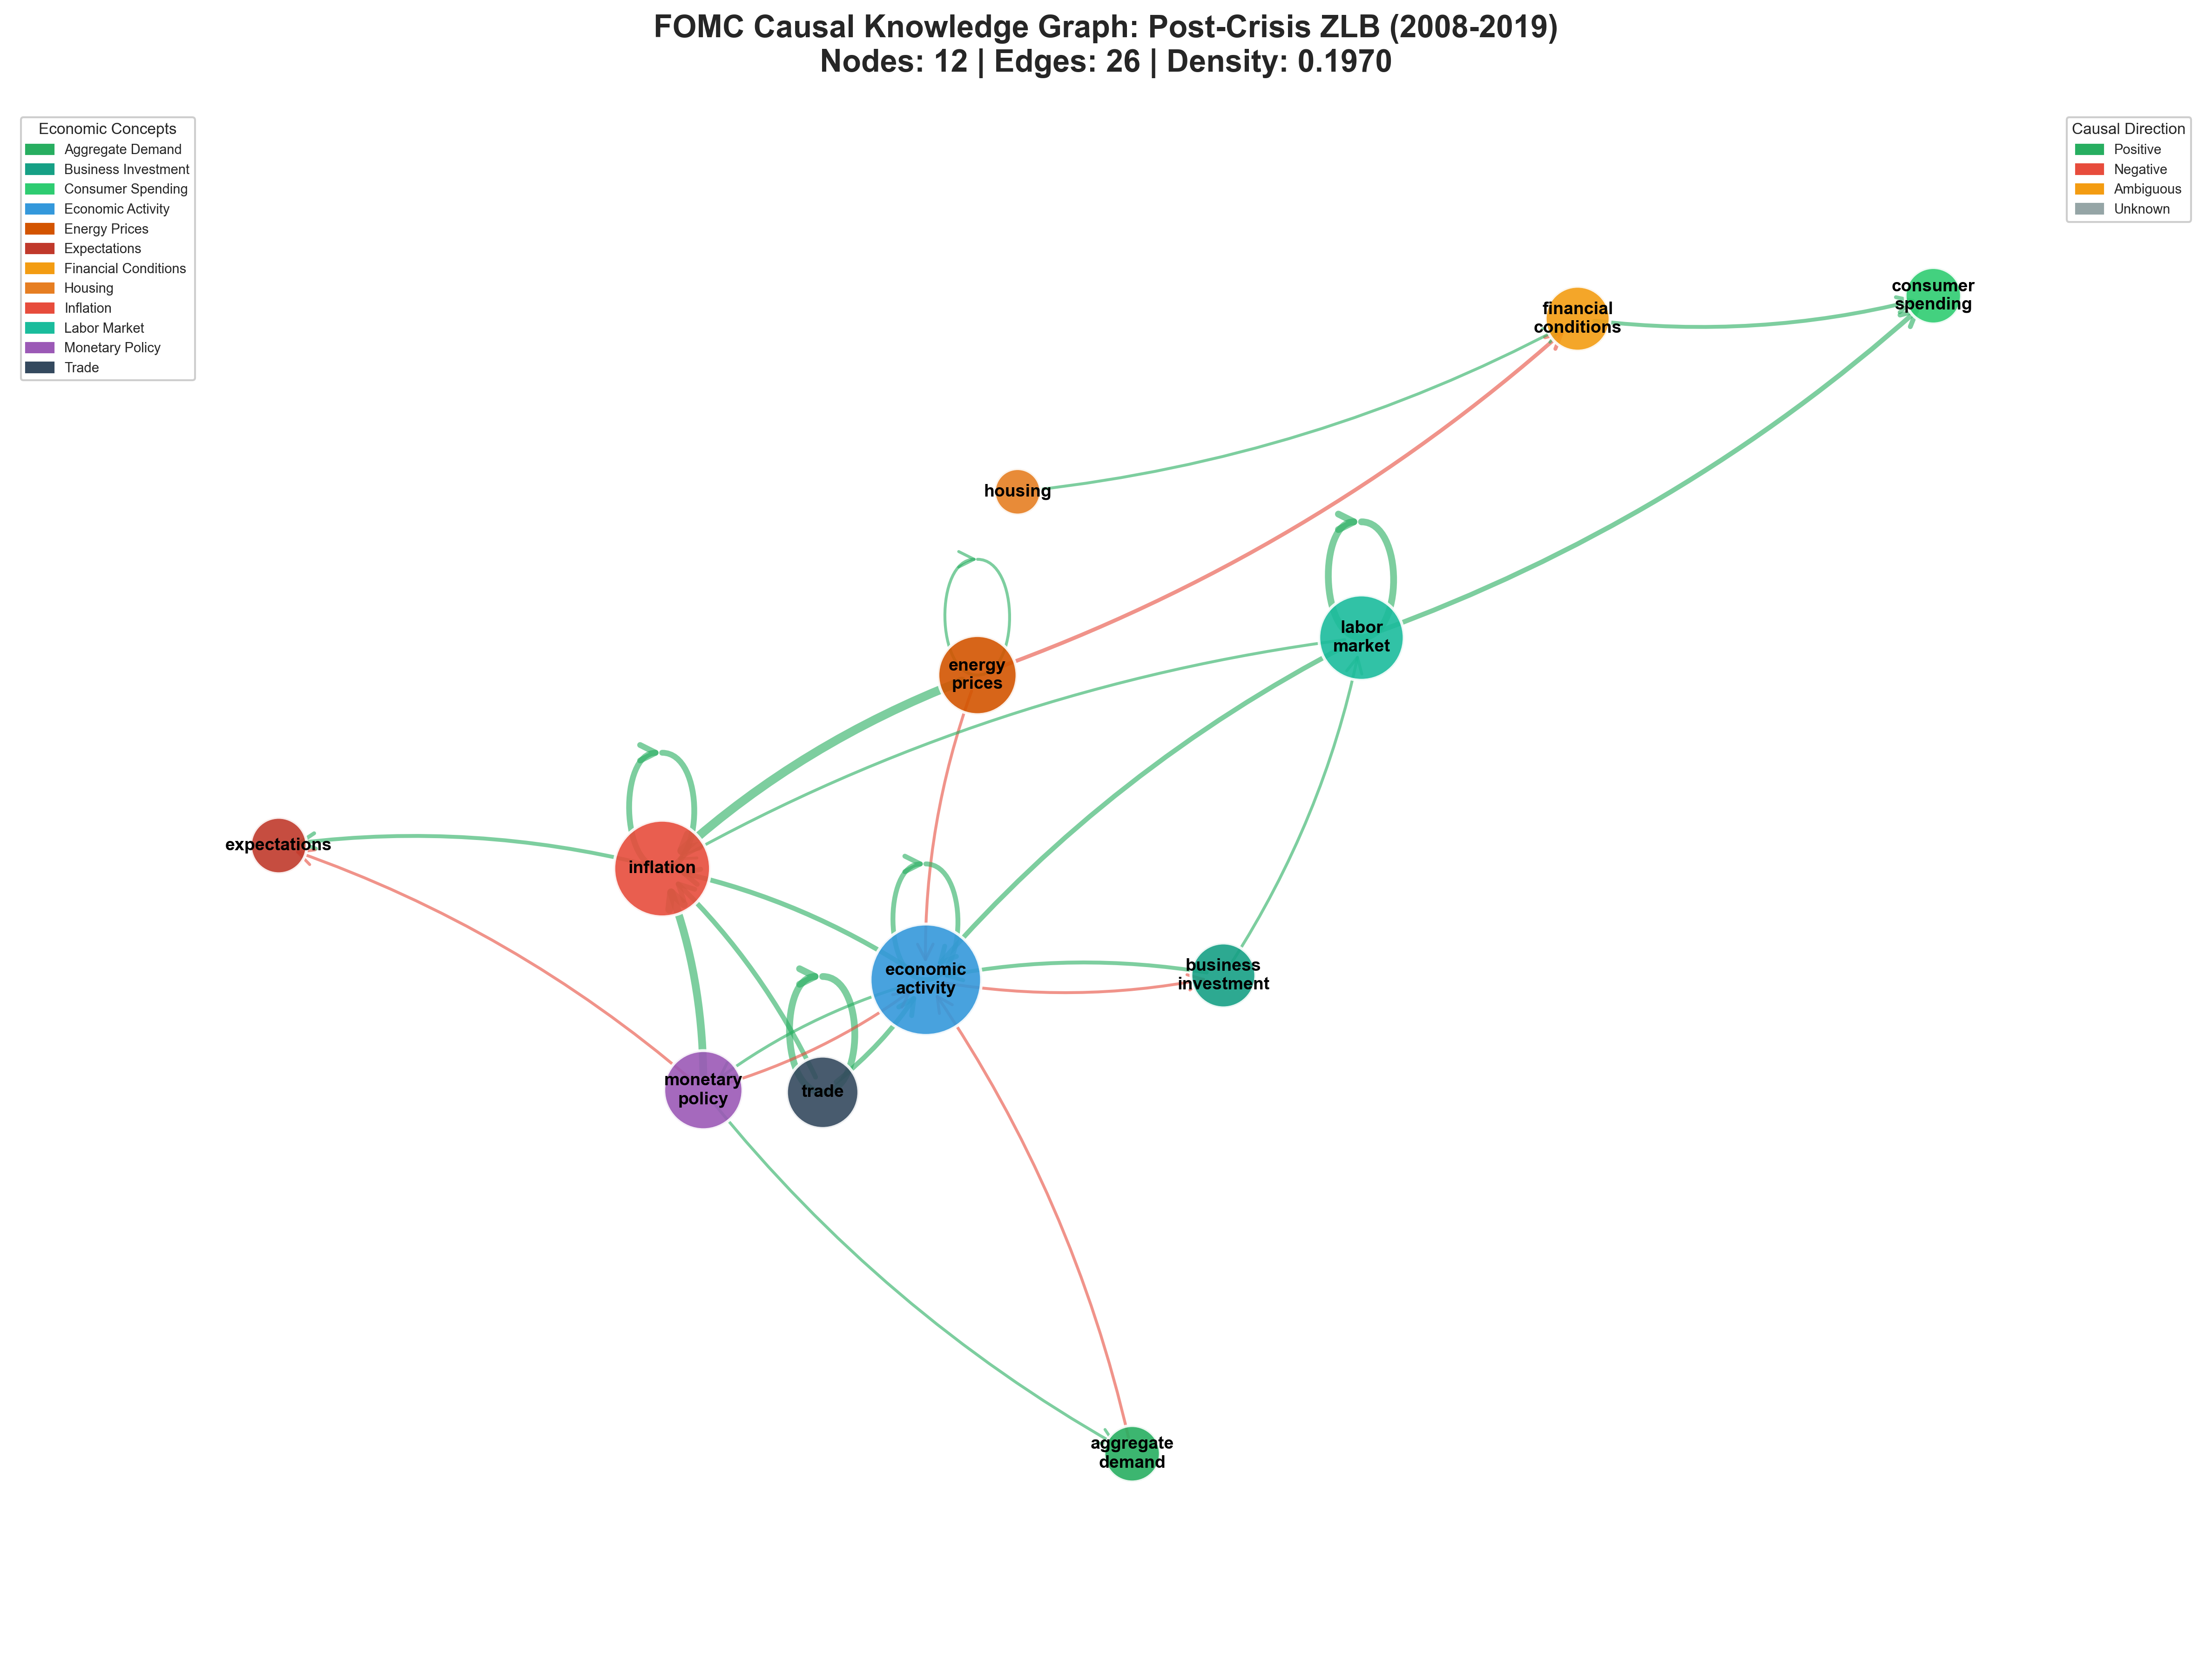 FOMC Causal Knowledge Graph: Post-Crisis ZLB (2008-2019)
Nodes: 12 | Edges: 26 | Density: 0.1970
Economic Concepts
Aggregate Demand
Business Investment
Consumer Spending
Economic Activity
Energy Prices
Expectations
Financial Conditions
Housing
Inflation
Labor Market
Monetary Policy
Trade
Causal Direction
Positive
Negative
Ambiguous
Unknown
consumer
spending
financial
conditions
housing
labor
market
energy
prices
expectations
inflation
economic
activity
business
investment
monetary
policy
trade
aggregate
demand